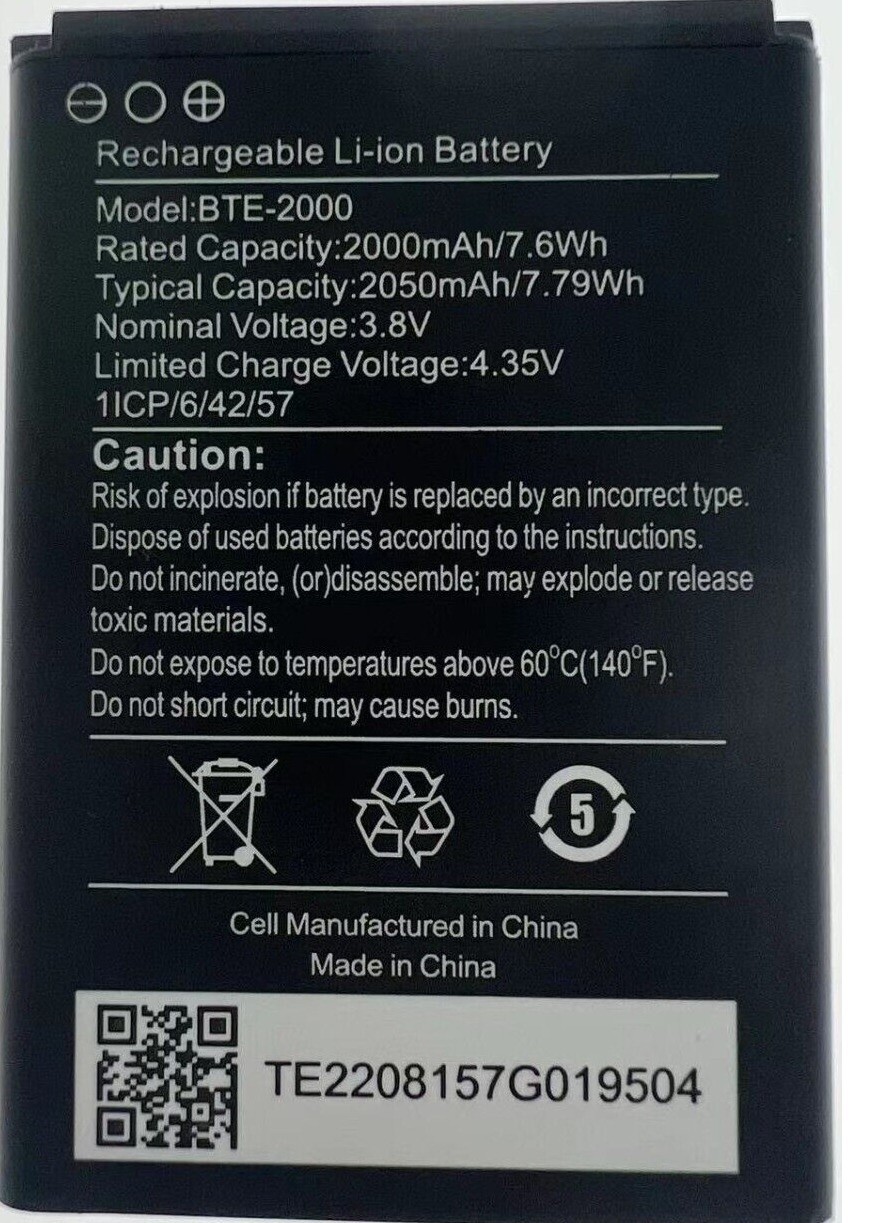 Rechargeable Li-ion Battery
Model:BTE-2000
Rated Capacity:2000mAh/7.6Wh
Typical Capacity:2050mAh/7.79Wh
Nominal Voltage:3.8V
Limited Charge Voltage:4.35V
1ICP/6/42/57
Caution:
Risk of explosion if battery is replaced by an incorrect type.
Dispose of used batteries according to the instructions.
Do not incinerate, (or)disassemble; may explode or release
toxic materials.
Do not expose to temperatures above 60°C(140°F).
Do not short circuit; may cause burns.
5
Cell Manufactured in China
Made in China
TE2208157G019504